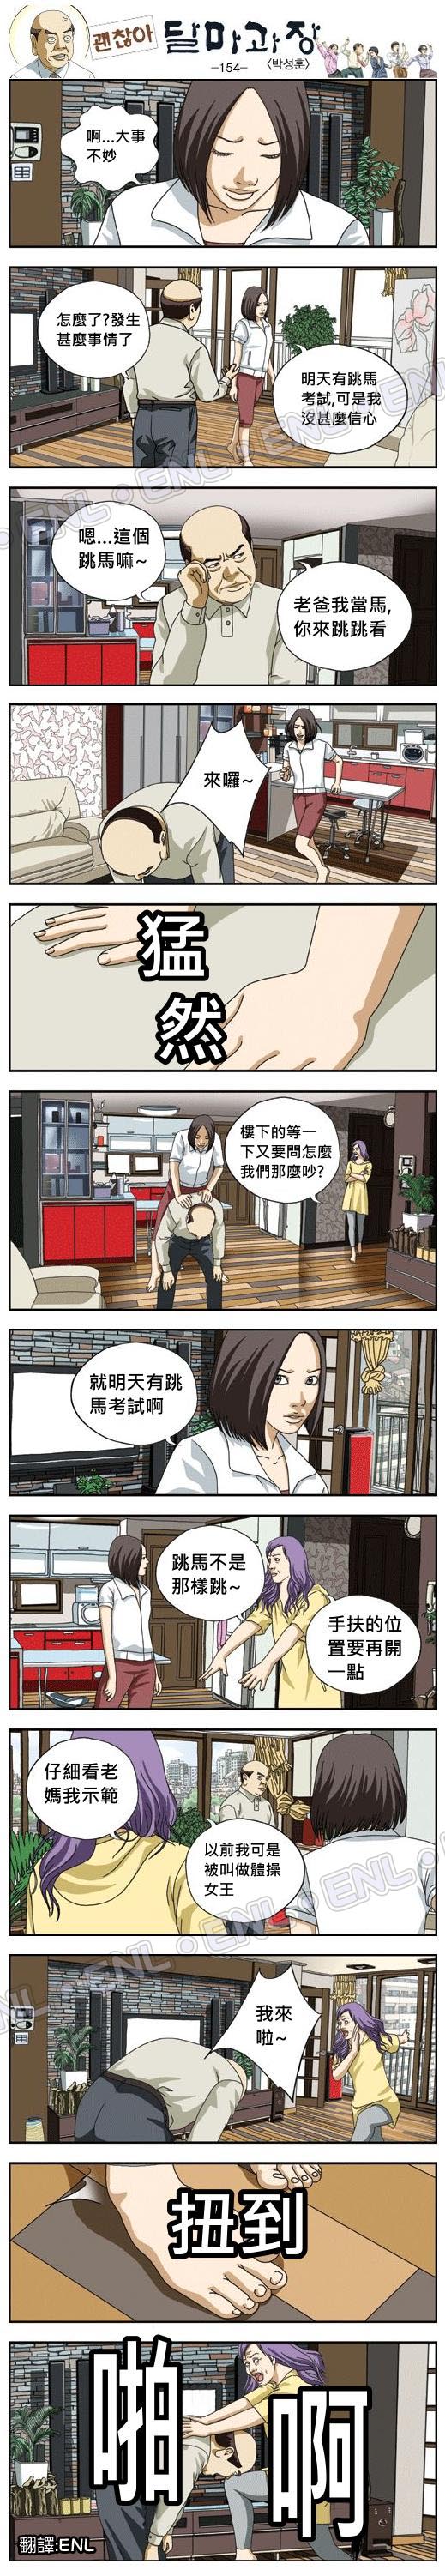 괜찮아
달마과장
-154-
<박성훈>
啊...大事
不妙
怎麼了?發生
甚麼事情了
明天有跳馬
考試,可是我
沒甚麼信心
ENL
嗯...這個
跳馬嘛~
老爸我當馬,
你來跳跳看
來囉~
猛
然
樓下的等一
下又要問怎麼
我們那麼吵?
就明天有跳
馬考試啊
跳馬不是
那樣跳~
手扶的位
置要再開
一點
仔細看老
媽我示範
以前我可是
被叫做體操
女王
ENL
我來
啦~
扭到
啪
啊
翻譯:ENL